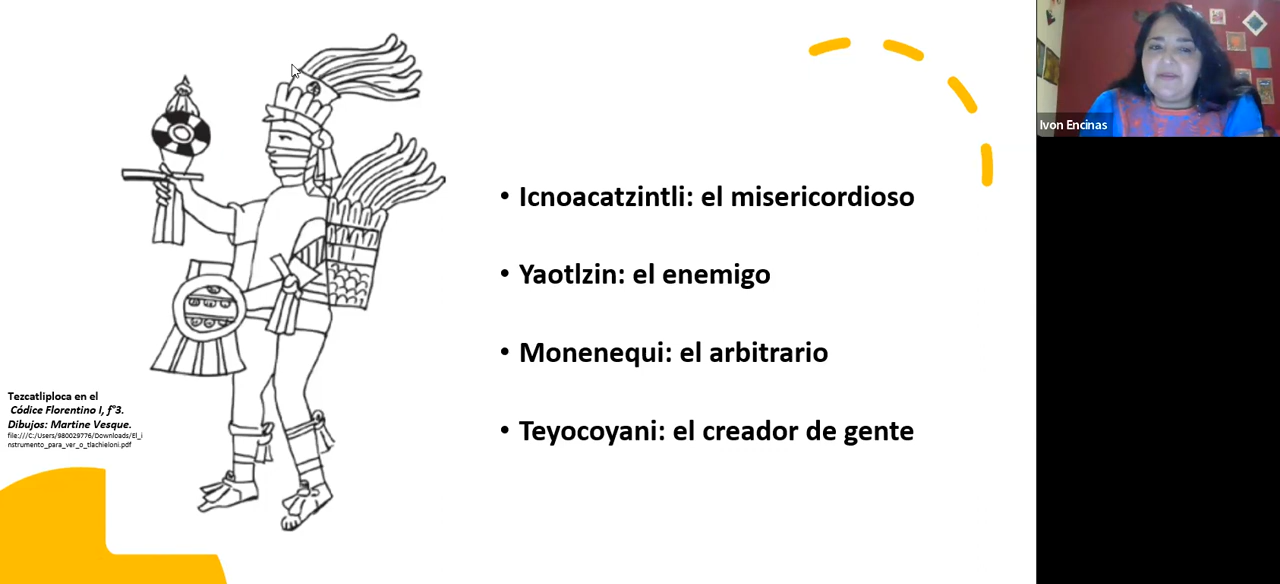 Ivon Encinas
• Icnoacatzintli: el misericordioso
• Yaotlzin: el enemigo
• Monenequi: el arbitrario
• Teyocoyani: el creador de gente
Tezcatliploca en el
Códice Florentino I, f°3.
Dibujos: Martine Vesque.
file:///C:/Users/980029776/Downloads/El_i
nstrumento_para_ver_o_tlachieloni.pdf